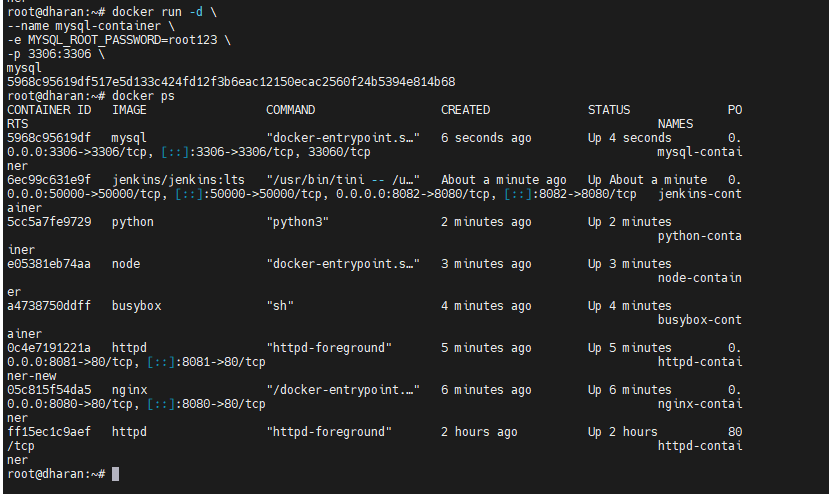 ner
root@dharan:~# docker run -d \
--name mysql-container \
-e MYSQL_ROOT_PASSWORD=root123 \
-p 3306:3306 \
mysql
5968c95619df517e5d133c424fd12f3b6eac12150ecac2560f24b5394e814b68
root@dharan:~# docker ps
CONTAINER ID   IMAGE                 COMMAND                  CREATED              STATUS              PO
RTS                                                                                      NAMES
5968c95619df   mysql                 "docker-entrypoint.s…"   6 seconds ago        Up 4 seconds        0.
0.0.0:3306->3306/tcp, [::]:3306->3306/tcp, 33060/tcp                                     mysql-contai
ner
6ec99c631e9f   jenkins/jenkins:lts   "/usr/bin/tini -- /u…"   About a minute ago   Up About a minute   0.
0.0.0:50000->50000/tcp, [::]:50000->50000/tcp, 0.0.0.0:8082->8080/tcp, [::]:8082->8080/tcp   jenkins-cont
ainer
5cc5a7fe9729   python                "python3"                2 minutes ago        Up 2 minutes
                                                                                         python-conta
iner
e05381eb74aa   node                  "docker-entrypoint.s…"   3 minutes ago        Up 3 minutes
                                                                                         node-contain
er
a4738750ddff   busybox               "sh"                     4 minutes ago        Up 4 minutes
                                                                                         busybox-cont
ainer
0c4e7191221a   httpd                 "httpd-foreground"       5 minutes ago        Up 5 minutes        0.
0.0.0:8081->80/tcp, [::]:8081->80/tcp                                                    httpd-contai
ner-new
05c815f54da5   nginx                 "/docker-entrypoint.…"   6 minutes ago        Up 6 minutes        0.
0.0.0:8080->80/tcp, [::]:8080->80/tcp                                                    nginx-contai
ner
ff15ec1c9aef   httpd                 "httpd-foreground"       2 hours ago          Up 2 hours          80
/tcp                                                                                     httpd-contai
ner
root@dharan:~#